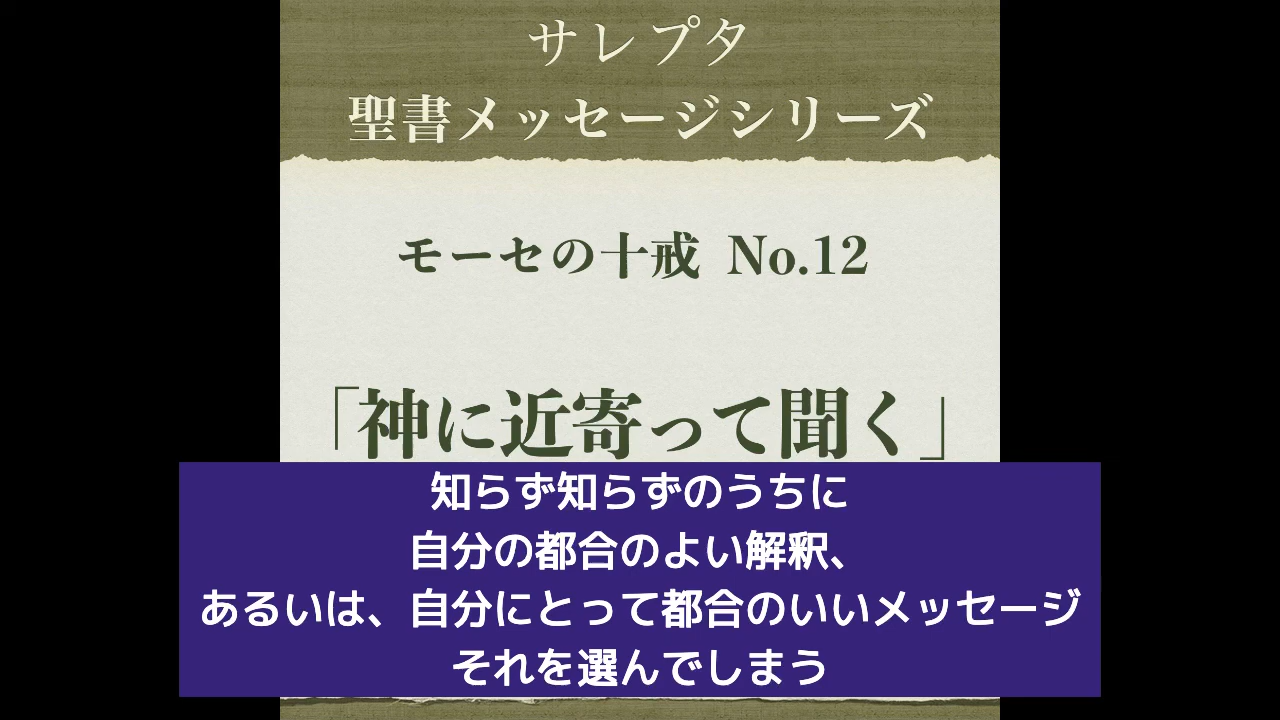 サレプタ
聖書メッセージシリーズ
モーセの十戒 No.12
「神に近寄って聞く」
知らず知らずのうちに
自分の都合のよい解釈、
あるいは、自分にとって都合のいいメッセージ
それを選んでしまう